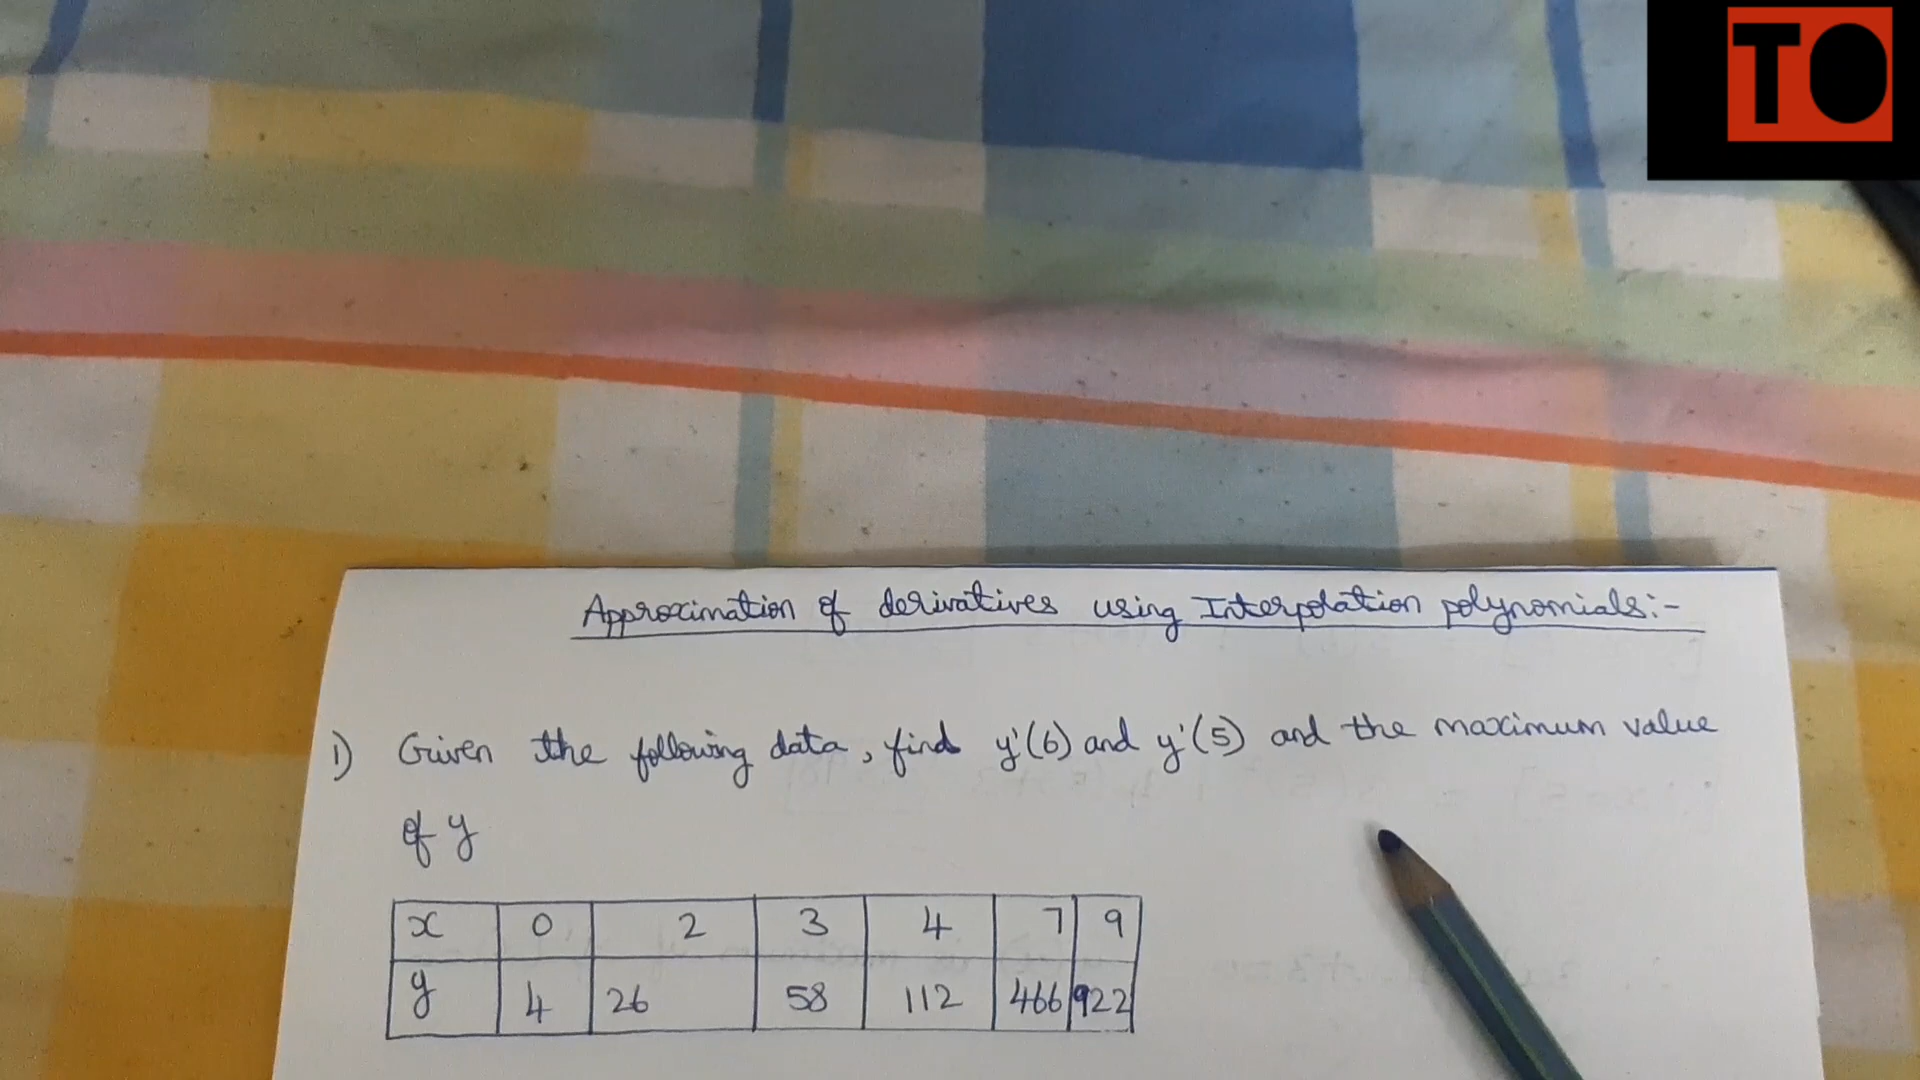 TO
Approximation of derivatives using Interpolation polynomials:-
1) Given the following data, find y'(6) and y'(5) and the maximum value
of y
x 0 2 3 4 7 9
y 4 26 58 112 466 922